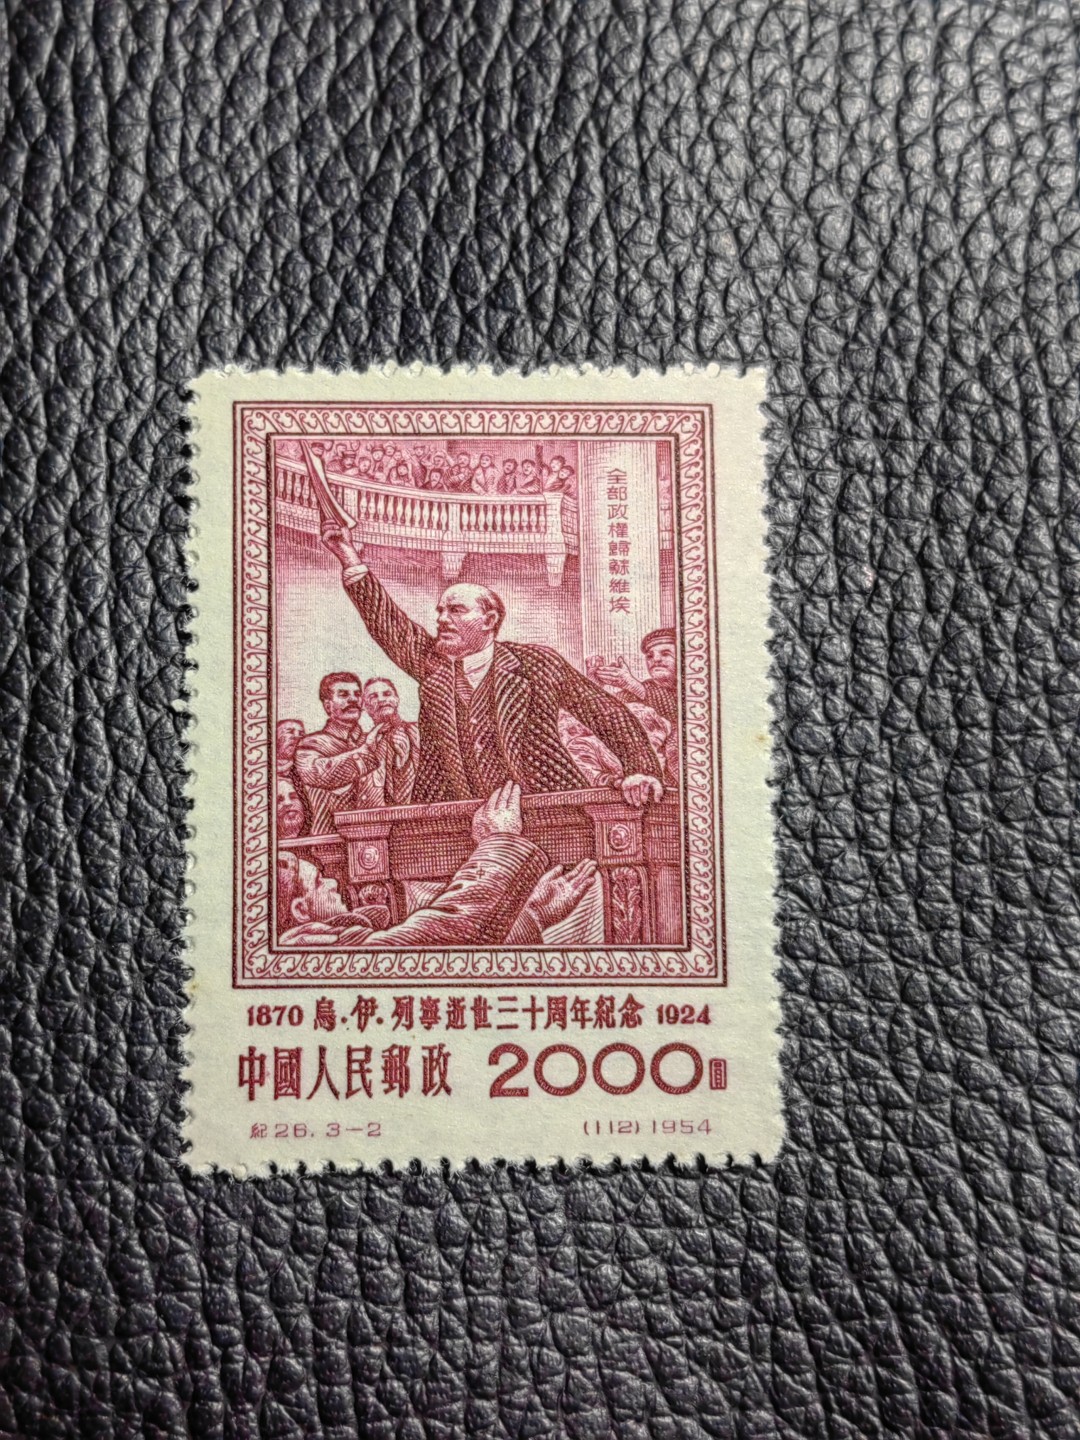 全部政權歸蘇維埃
1870 烏·伊·列寧逝世三十周年紀念 1924
中國人民郵政 2000圓
紀26. 3-2 (112) 1954